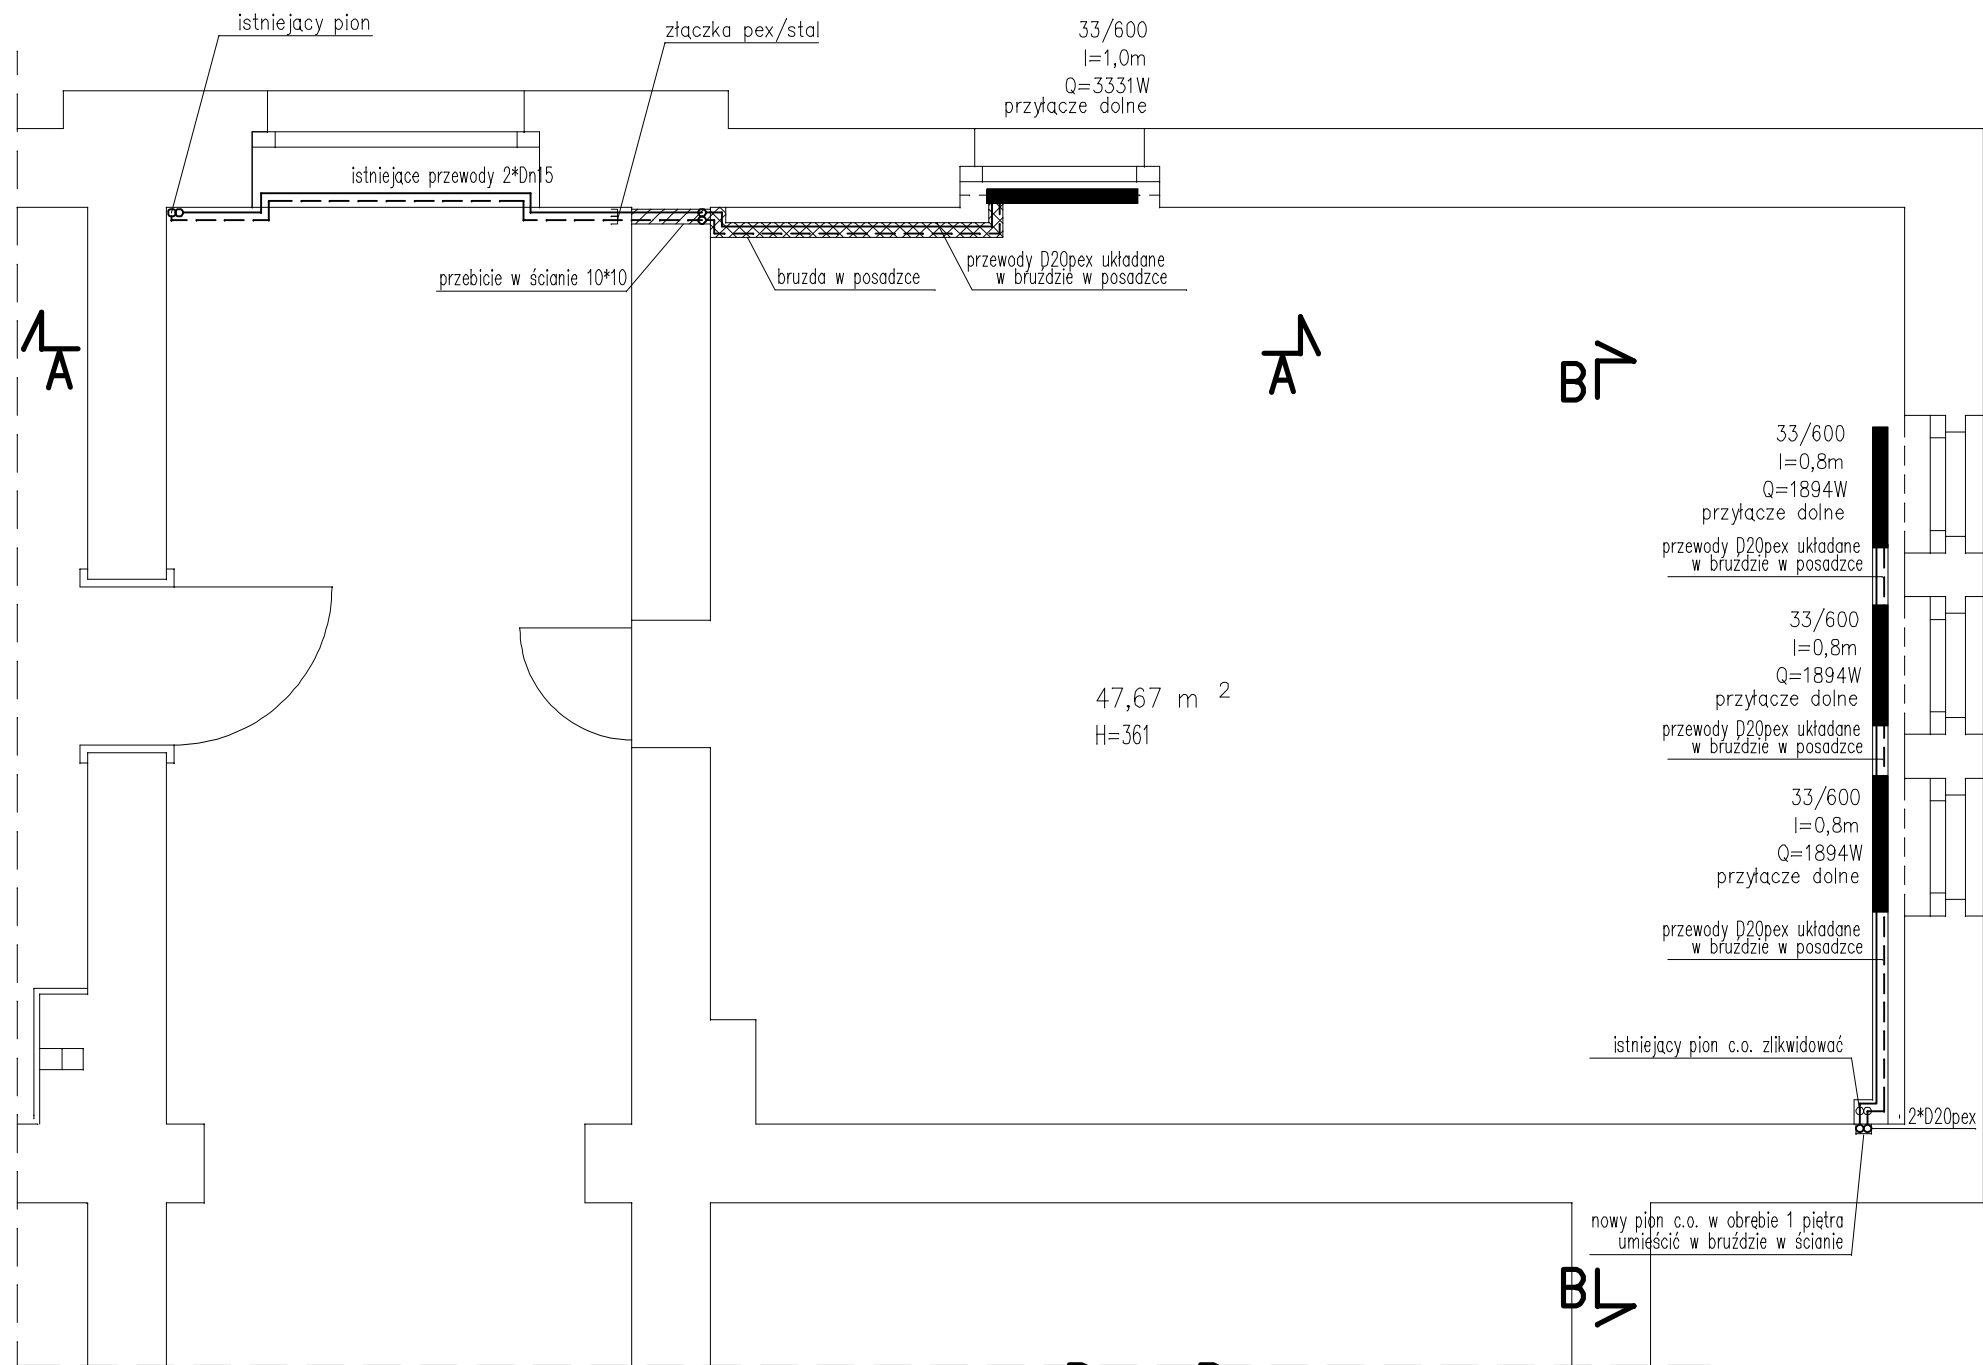 istniejący pion
złączka pex/stal
33/600
l=1,0m
Q=3331W
przyłącze dolne
istniejące przewody 2*Dn15
przebicie w ścianie 10*10
bruzda w posadzce
przewody D20pex układane
w bruździe w posadzce
A
A
B
33/600
l=0,8m
Q=1894W
przyłącze dolne
przewody D20pex układane
w bruździe w posadzce
33/600
l=0,8m
Q=1894W
przyłącze dolne
47,67 m 2
H=361
przewody D20pex układane
w bruździe w posadzce
33/600
l=0,8m
Q=1894W
przyłącze dolne
przewody D20pex układane
w bruździe w posadzce
istniejący pion c.o. zlikwidować
2*D20pex
nowy pion c.o. w obrębie 1 piętra
umieścić w bruździe w ścianie
B